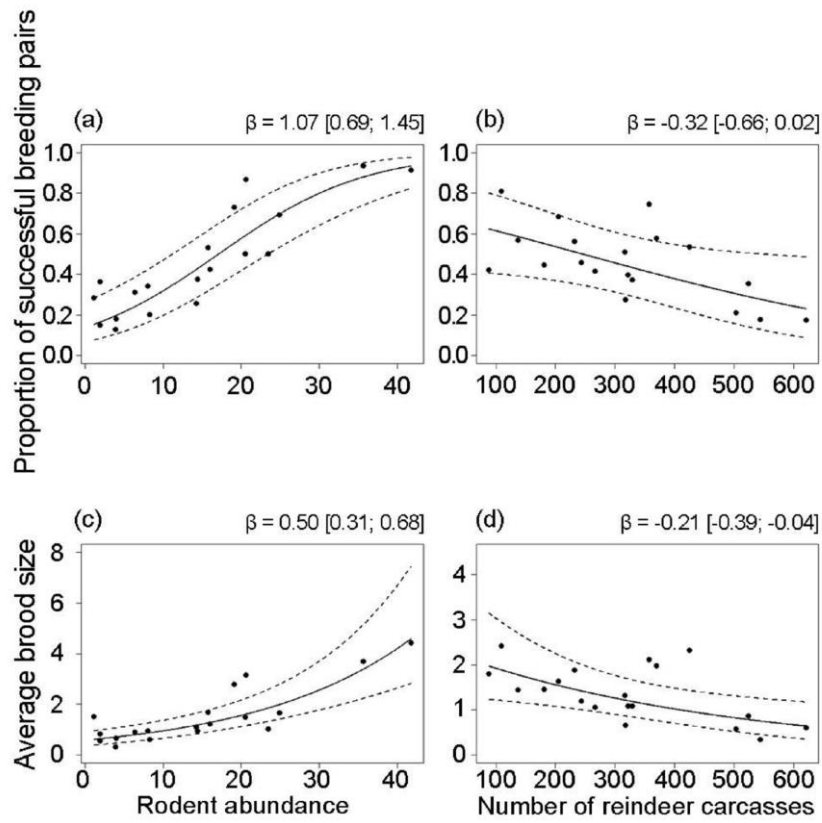 Proportion of successful breeding pairs
(a)
β = 1.07 [0.69; 1.45]
1.0
0.8
0.6
0.4
0.2
0.0
0 10 20 30 40
(b)
β = -0.32 [-0.66; 0.02]
1.0
0.8
0.6
0.4
0.2
0.0
100 200 300 400 500 600
Average brood size
(c)
β = 0.50 [0.31; 0.68]
8
6
4
2
0
0 10 20 30 40
Rodent abundance
(d)
β = -0.21 [-0.39; -0.04]
4
3
2
1
0
100 200 300 400 500 600
Number of reindeer carcasses